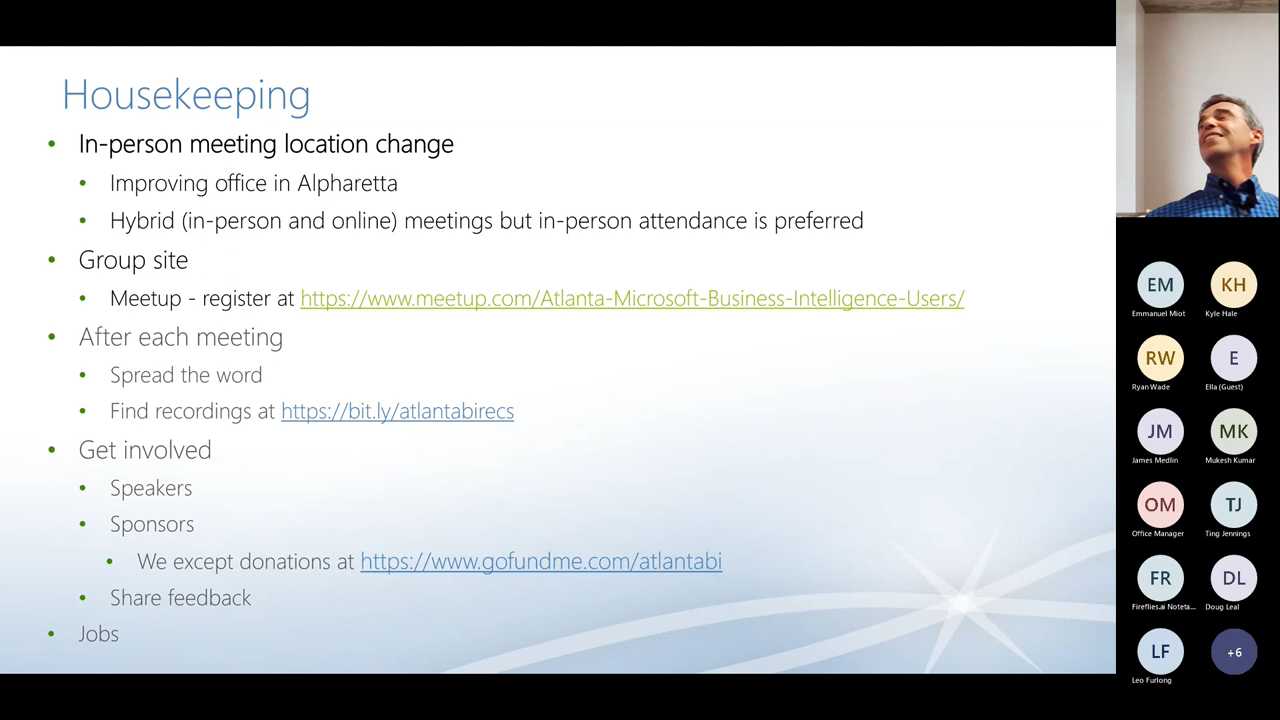 Housekeeping
• In-person meeting location change
• Improving office in Alpharetta
• Hybrid (in-person and online) meetings but in-person attendance is preferred
• Group site
• Meetup - register at https://www.meetup.com/Atlanta-Microsoft-Business-Intelligence-Users/
• After each meeting
• Spread the word
• Find recordings at https://bit.ly/atlantabirecs
• Get involved
• Speakers
• Sponsors
• We except donations at https://www.gofundme.com/atlantabi
• Share feedback
• Jobs
EM KH
Emmanuel Miot Kyle Hale
RW E
Ryan Wade Ella (Guest)
JM MK
James Medlin Mukesh Kumar
OM TJ
Office Manager Ting Jennings
FR DL
Fireflies.ai Noteta... Doug Leal
LF +6
Leo Furlong